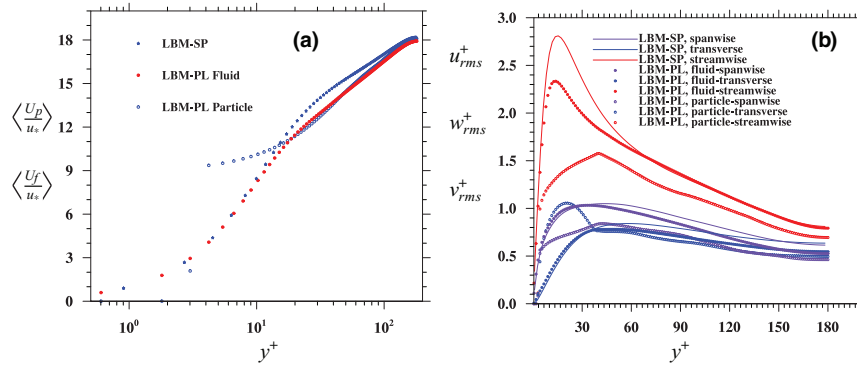 (a)
LBM-SP
LBM-PL Fluid
LBM-PL Particle
⟨U_p/u_*⟩
⟨U_f/u_*⟩
18
15
12
9
6
3
0
10^0
10^1
10^2
y^+
(b)
LBM-SP, spanwise
LBM-SP, transverse
LBM-SP, streamwise
LBM-PL, fluid-spanwise
LBM-PL, fluid-transverse
LBM-PL, fluid-streamwise
LBM-PL, particle-spanwise
LBM-PL, particle-transverse
LBM-PL, particle-streamwise
u^+_{rms}
w^+_{rms}
v^+_{rms}
3.0
2.5
2.0
1.5
1.0
0.5
0.0
0 30 60 90 120 150 180
y^+